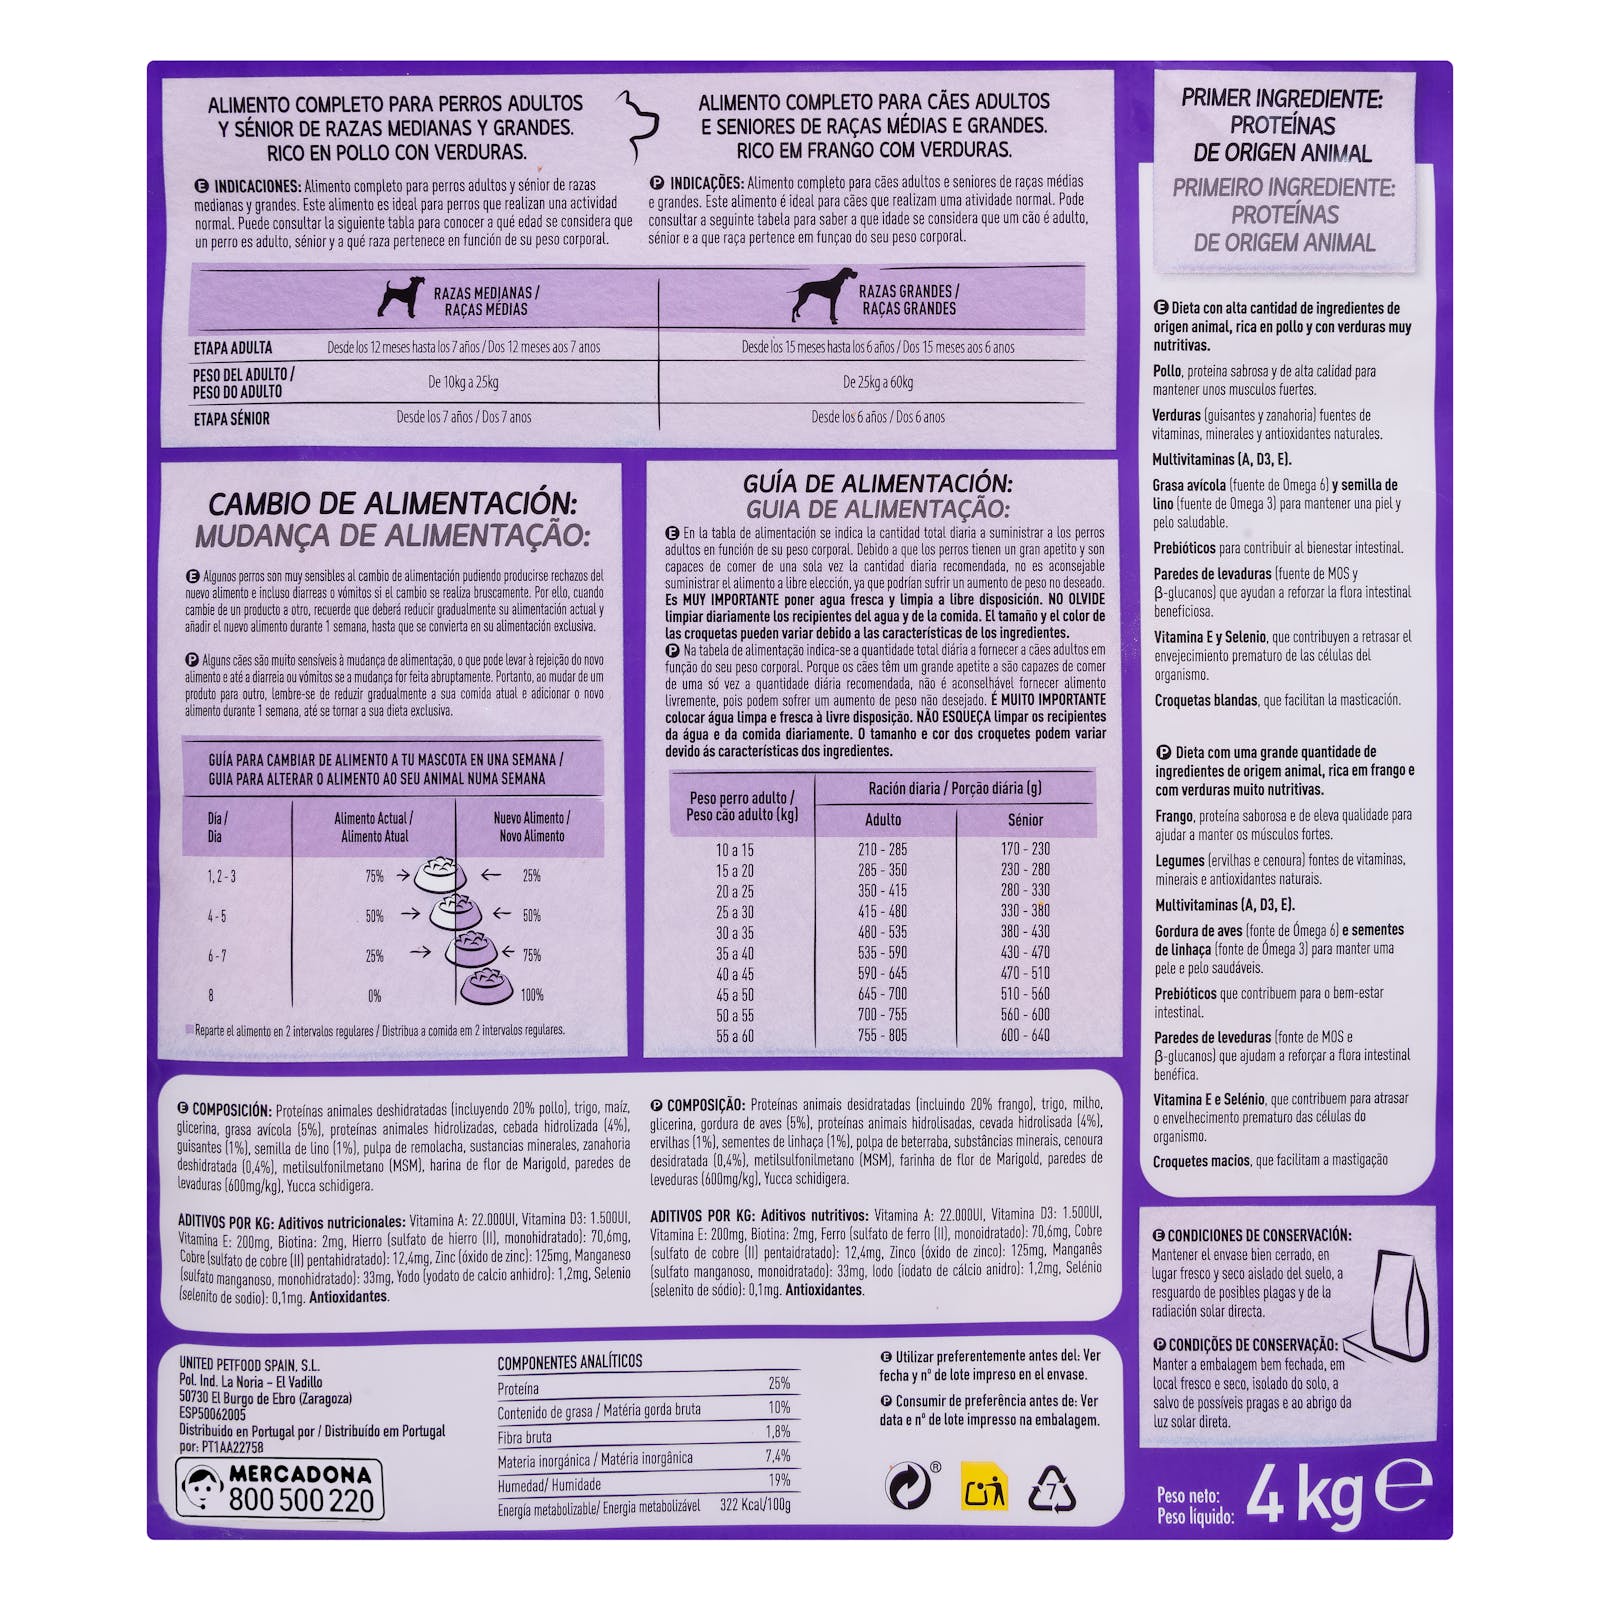 ALIMENTO COMPLETO PARA PERROS ADULTOS
Y SÉNIOR DE RAZAS MEDIANAS Y GRANDES.
RICO EN POLLO CON VERDURAS.
E INDICACIONES: Alimento completo para perros adultos y sénior de razas
medianas y grandes. Este alimento es ideal para perros que realizan una actividad
normal. Puede consultar la siguiente tabla para conocer a qué edad se considera que
un perro es adulto, sénior y a qué raza pertenece en función de su peso corporal.
ALIMENTO COMPLETO PARA CÃES ADULTOS
E SENIORES DE RAÇAS MÉDIAS E GRANDES.
RICO EM FRANGO COM VERDURAS.
P INDICAÇÕES: Alimento completo para cães adultos e seniores de raças médias
e grandes. Este alimento é ideal para cães que realizam uma atividade normal. Pode
consultar a seguinte tabela para saber a que idade se considera que um cão é adulto,
sénior e a que raça pertence em funçao do seu peso corporal.
RAZAS MEDIANAS /
RAÇAS MÉDIAS
RAZAS GRANDES /
RAÇAS GRANDES
ETAPA ADULTA Desde los 12 meses hasta los 7 años / Dos 12 meses aos 7 anos Desde los 15 meses hasta los 6 años / Dos 15 meses aos 6 anos
PESO DEL ADULTO /
PESO DO ADULTO De 10kg a 25kg De 25kg a 60kg
ETAPA SÉNIOR Desde los 7 años / Dos 7 anos Desde los 6 años / Dos 6 anos
CAMBIO DE ALIMENTACIÓN:
MUDANÇA DE ALIMENTAÇÃO:
E Algunos perros son muy sensibles al cambio de alimentación pudiendo producirse rechazos del
nuevo alimento e incluso diarreas o vómitos si el cambio se realiza bruscamente. Por ello, cuando
cambie de un producto a otro, recuerde que deberá reducir gradualmente su alimentación actual y
añadir el nuevo alimento durante 1 semana, hasta que se convierta en su alimentación exclusiva.
P Alguns cães são muito sensíveis à mudança de alimentação, o que pode levar à rejeição do novo
alimento e até a diarreia ou vómitos se a mudança for feita abruptamente. Portanto, ao mudar de um
produto para outro, lembre-se de reduzir gradualmente a sua comida atual e adicionar o novo
alimento durante 1 semana, até se tornar a sua dieta exclusiva.
GUÍA PARA CAMBIAR DE ALIMENTO A TU MASCOTA EN UNA SEMANA /
GUIA PARA ALTERAR O ALIMENTO AO SEU ANIMAL NUMA SEMANA
Día / Alimento Actual / Nuevo Alimento /
Dia Alimento Atual Novo Alimento
1, 2 - 3 75% 25%
4 - 5 50% 50%
6 - 7 25% 75%
8 0% 100%
Reparte el alimento en 2 intervalos regulares / Distribua a comida em 2 intervalos regulares.
GUÍA DE ALIMENTACIÓN:
GUIA DE ALIMENTAÇÃO:
E En la tabla de alimentación se indica la cantidad total diaria a suministrar a los perros
adultos en función de su peso corporal. Debido a que los perros tienen un gran apetito y son
capaces de comer de una sola vez la cantidad diaria recomendada, no es aconsejable
suministrar el alimento a libre elección, ya que podrían sufrir un aumento de peso no deseado.
Es MUY IMPORTANTE poner agua fresca y limpia a libre disposición. NO OLVIDE
limpiar diariamente los recipientes del agua y de la comida. El tamaño y el color de
las croquetas pueden variar debido a las características de los ingredientes.
P Na tabela de alimentação indica-se a quantidade total diária a fornecer a cães adultos em
função do seu peso corporal. Porque os cães têm um grande apetite a são capazes de comer
de uma só vez a quantidade diária recomendada, não é aconselhável fornecer alimento
livremente, pois podem sofrer um aumento de peso não desejado. É MUITO IMPORTANTE
colocar água limpa e fresca à livre disposição. NÃO ESQUEÇA limpar os recipientes
da água e da comida diariamente. O tamanho e cor dos croquetes podem variar
devido ás características dos ingredientes.
Peso perro adulto /
Peso cão adulto (kg)
Ración diaria / Porção diária (g)
Adulto Sénior
10 a 15 210 - 285 170 - 230
15 a 20 285 - 350 230 - 280
20 a 25 350 - 415 280 - 330
25 a 30 415 - 480 330 - 380
30 a 35 480 - 535 380 - 430
35 a 40 535 - 590 430 - 470
40 a 45 590 - 645 470 - 510
45 a 50 645 - 700 510 - 560
50 a 55 700 - 755 560 - 600
55 a 60 755 - 805 600 - 640
E COMPOSICIÓN: Proteínas animales deshidratadas (incluyendo 20% pollo), trigo, maíz,
glicerina, grasa avícola (5%), proteínas animales hidrolizadas, cebada hidrolizada (4%),
guisantes (1%), semilla de lino (1%), pulpa de remolacha, sustancias minerales, zanahoria
deshidratada (0,4%), metilsulfonilmetano (MSM), harina de flor de Marigold, paredes de
levaduras (600mg/kg), Yucca schidigera.
ADITIVOS POR KG: Aditivos nutricionales: Vitamina A: 22.000UI, Vitamina D3: 1.500UI,
Vitamina E: 200mg, Biotina: 2mg, Hierro (sulfato de hierro (II), monohidratado): 70,6mg,
Cobre (sulfato de cobre (II) pentahidratado): 12,4mg, Zinc (óxido de zinc): 125mg, Manganeso
(sulfato manganoso, monohidratado): 33mg, Yodo (yodato de calcio anhidro): 1,2mg, Selenio
(selenito de sodio): 0,1mg. Antioxidantes.
P COMPOSIÇÃO: Proteínas animais desidratadas (incluindo 20% frango), trigo, milho,
glicerina, gordura de aves (5%), proteínas animais hidrolisadas, cevada hidrolisada (4%),
ervilhas (1%), sementes de linhaça (1%), polpa de beterraba, substâncias minerais, cenoura
desidratada (0,4%), metilsulfonilmetano (MSM), farinha de flor de Marigold, paredes de
leveduras (600mg/kg), Yucca schidigera.
ADITIVOS POR KG: Aditivos nutritivos: Vitamina A: 22.000UI, Vitamina D3: 1.500UI,
Vitamina E: 200mg, Biotina: 2mg, Ferro (sulfato de ferro (II), monoidratado): 70,6mg, Cobre
(sulfato de cobre (II) pentaidratado): 12,4mg, Zinco (óxido de zinco): 125mg, Manganês
(sulfato manganoso, monoidratado): 33mg, Iodo (iodato de cálcio anidro): 1,2mg, Selénio
(selenito de sódio): 0,1mg. Antioxidantes.
UNITED PETFOOD SPAIN, S.L.
Pol. Ind. La Noria - El Vadillo
50730 El Burgo de Ebro (Zaragoza)
ESP50062005
Distribuido en Portugal por / Distribuído em Portugal
por: PT1AA22758
MERCADONA
800 500 220
COMPONENTES ANALÍTICOS
Proteína 25%
Contenido de grasa / Matéria gorda bruta 10%
Fibra bruta 1,8%
Materia inorgánica / Matéria inorgânica 7,4%
Humedad/ Humidade 19%
Energía metabolizable/ Energia metabolizável 322 Kcal/100g
E Utilizar preferentemente antes del: Ver
fecha y nº de lote impreso en el envase.
P Consumir de preferência antes de: Ver
data e nº de lote impressa na embalagem.
®
7
PRIMER INGREDIENTE:
PROTEÍNAS
DE ORIGEN ANIMAL
PRIMEIRO INGREDIENTE:
PROTEÍNAS
DE ORIGEM ANIMAL
E Dieta con alta cantidad de ingredientes de
origen animal, rica en pollo y con verduras muy
nutritivas.
Pollo, proteína sabrosa y de alta calidad para
mantener unos musculos fuertes.
Verduras (guisantes y zanahoria) fuentes de
vitaminas, minerales y antioxidantes naturales.
Multivitaminas (A, D3, E).
Grasa avícola (fuente de Omega 6) y semilla de
lino (fuente de Omega 3) para mantener una piel y
pelo saludable.
Prebióticos para contribuir al bienestar intestinal.
Paredes de levaduras (fuente de MOS y
β-glucanos) que ayudan a reforzar la flora intestinal
beneficiosa.
Vitamina E y Selenio, que contribuyen a retrasar el
envejecimiento prematuro de las células del
organismo.
Croquetas blandas, que facilitan la masticación.
P Dieta com uma grande quantidade de
ingredientes de origem animal, rica em frango e
com verduras muito nutritivas.
Frango, proteína saborosa e de eleva qualidade para
ajudar a manter os músculos fortes.
Legumes (ervilhas e cenoura) fontes de vitaminas,
minerais e antioxidantes naturais.
Multivitaminas (A, D3, E).
Gordura de aves (fonte de Ómega 6) e sementes
de linhaça (fonte de Ómega 3) para manter uma
pele e pelo saudáveis.
Prebióticos que contribuem para o bem-estar
intestinal.
Paredes de leveduras (fonte de MOS e
β-glucanos) que ajudam a reforçar a flora intestinal
benéfica.
Vitamina E e Selénio, que contribuem para atrasar
o envelhecimento prematuro das células do
organismo.
Croquetes macios, que facilitam a mastigação
E CONDICIONES DE CONSERVACIÓN:
Mantener el envase bien cerrado, en
lugar fresco y seco aislado del suelo, a
resguardo de posibles plagas y de la
radiación solar directa.
P CONDIÇÕES DE CONSERVAÇÃO:
Manter a embalagem bem fechada, em
local fresco e seco, isolado do solo, a
salvo de possíveis pragas e ao abrigo da
luz solar direta.
Peso neto:
Peso líquido: 4 kg e